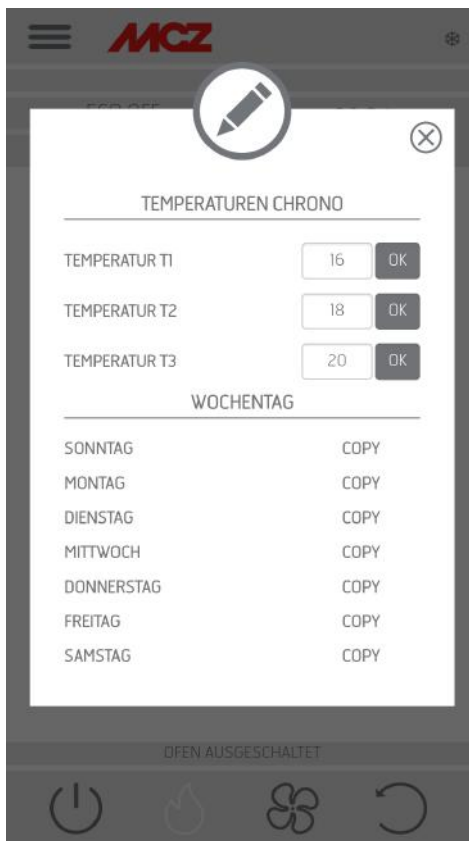 MCZ
TEMPERATUREN CHRONO
TEMPERATUR T1 16 OK
TEMPERATUR T2 18 OK
TEMPERATUR T3 20 OK
WOCHENTAG
SONNTAG COPY
MONTAG COPY
DIENSTAG COPY
MITTWOCH COPY
DONNERSTAG COPY
FREITAG COPY
SAMSTAG COPY
OFEN AUSGESCHALTET